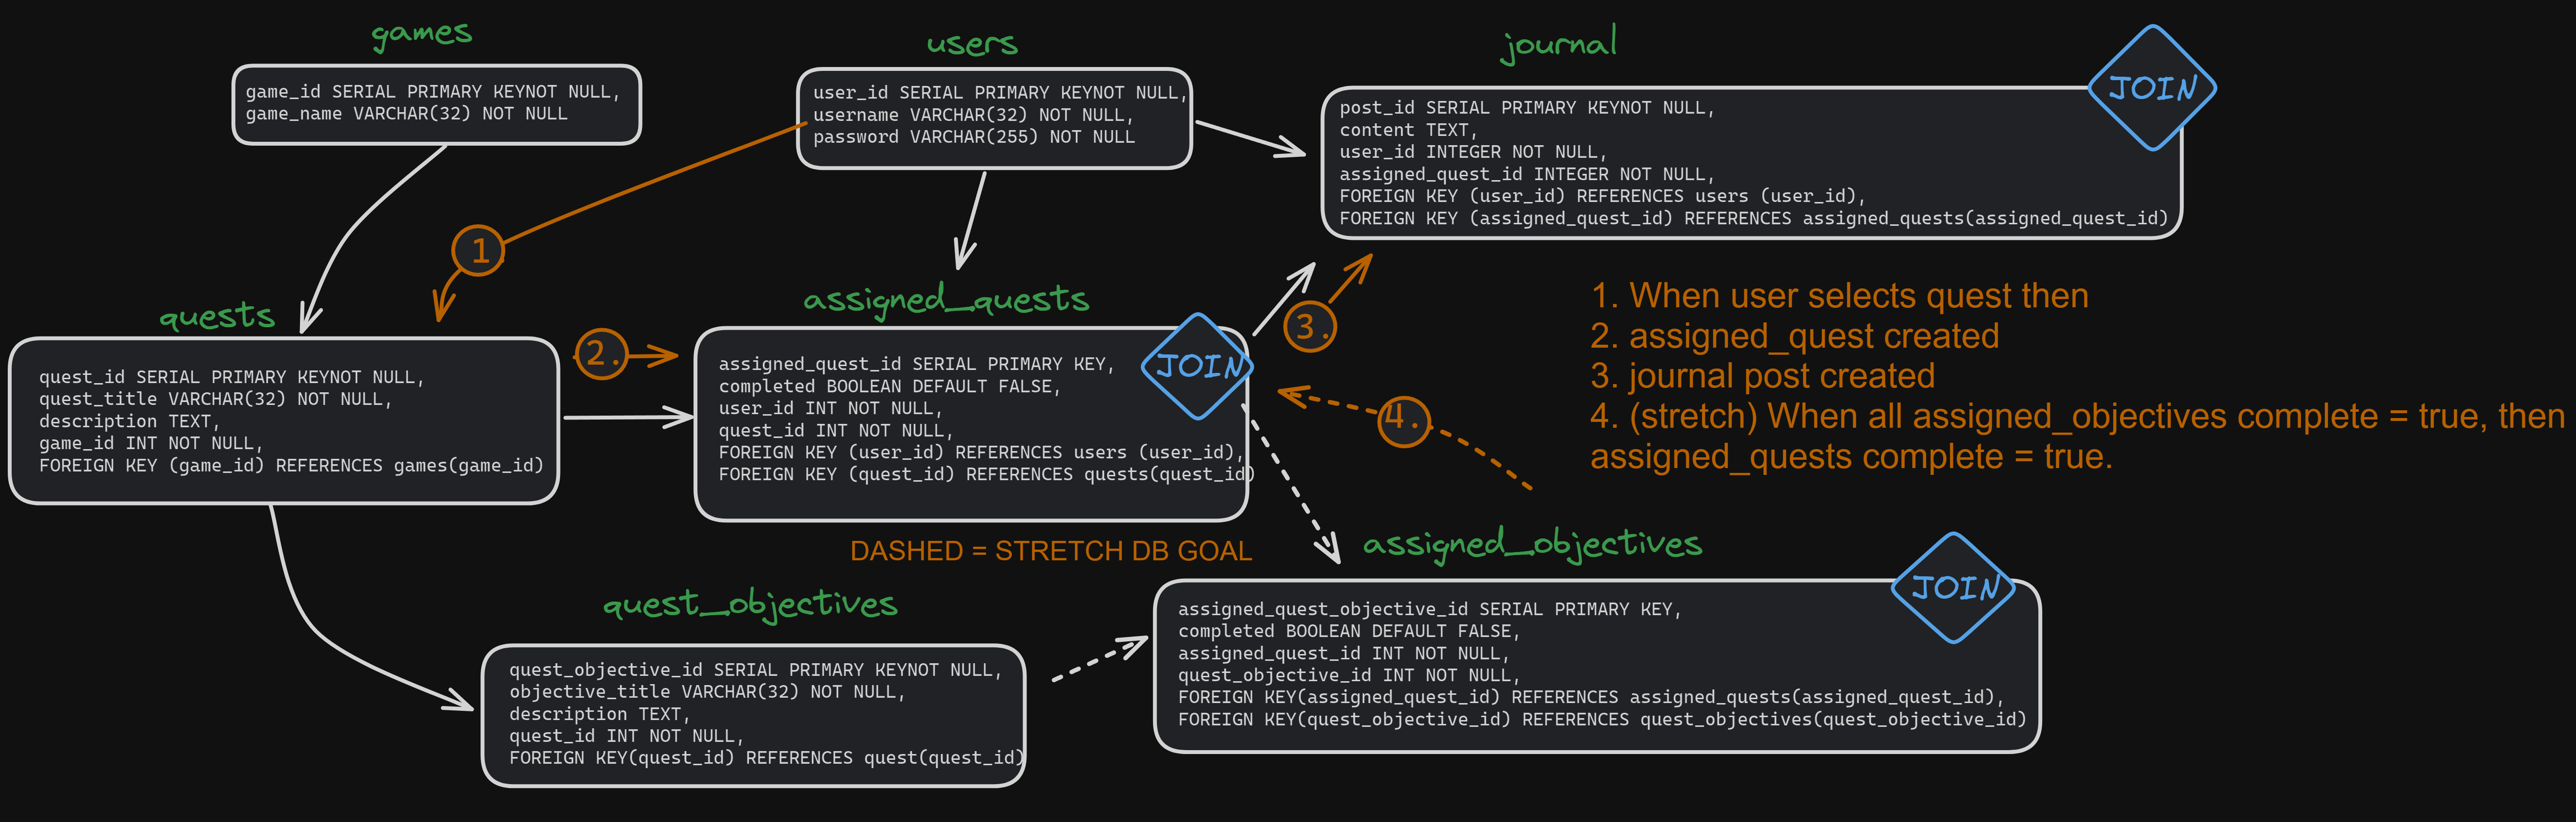 games
game_id SERIAL PRIMARY KEYNOT NULL,
game_name VARCHAR(32) NOT NULL
users
user_id SERIAL PRIMARY KEYNOT NULL,
username VARCHAR(32) NOT NULL,
password VARCHAR(255) NOT NULL
journal
JOIN
post_id SERIAL PRIMARY KEYNOT NULL,
content TEXT,
user_id INTEGER NOT NULL,
assigned_quest_id INTEGER NOT NULL,
FOREIGN KEY (user_id) REFERENCES users (user_id),
FOREIGN KEY (assigned_quest_id) REFERENCES assigned_quests(assigned_quest_id)
1.
quests
quest_id SERIAL PRIMARY KEYNOT NULL,
quest_title VARCHAR(32) NOT NULL,
description TEXT,
game_id INT NOT NULL,
FOREIGN KEY (game_id) REFERENCES games(game_id)
2.
assigned_quests
JOIN
assigned_quest_id SERIAL PRIMARY KEY,
completed BOOLEAN DEFAULT FALSE,
user_id INT NOT NULL,
quest_id INT NOT NULL,
FOREIGN KEY (user_id) REFERENCES users (user_id),
FOREIGN KEY (quest_id) REFERENCES quests(quest_id)
3.
4.
1. When user selects quest then
2. assigned_quest created
3. journal post created
4. (stretch) When all assigned_objectives complete = true, then
assigned_quests complete = true.
DASHED = STRETCH DB GOAL
quest_objectives
quest_objective_id SERIAL PRIMARY KEYNOT NULL,
objective_title VARCHAR(32) NOT NULL,
description TEXT,
quest_id INT NOT NULL,
FOREIGN KEY(quest_id) REFERENCES quest(quest_id)
assigned_objectives
JOIN
assigned_quest_objective_id SERIAL PRIMARY KEY,
completed BOOLEAN DEFAULT FALSE,
assigned_quest_id INT NOT NULL,
quest_objective_id INT NOT NULL,
FOREIGN KEY(assigned_quest_id) REFERENCES assigned_quests(assigned_quest_id),
FOREIGN KEY(quest_objective_id) REFERENCES quest_objectives(quest_objective_id)